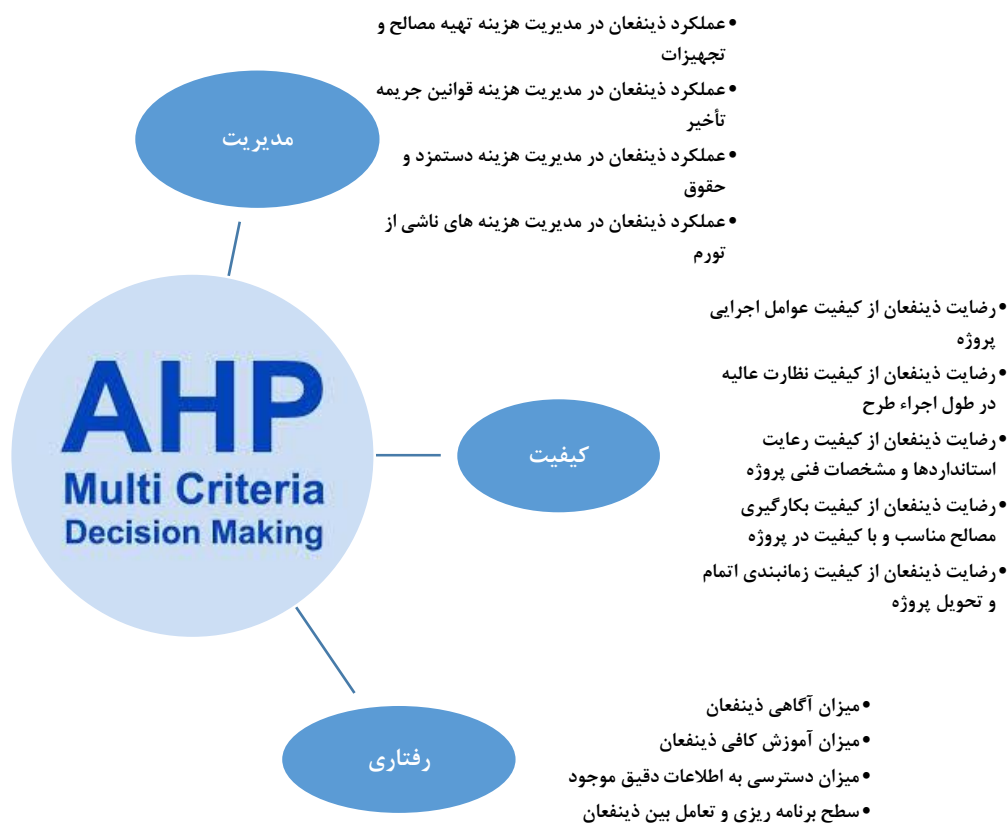 •عملکرد ذینفعان در مدیریت هزینه تهیه مصالح و
تجهیزات
•عملکرد ذینفعان در مدیریت هزینه قوانین جریمه
تأخیر
•عملکرد ذینفعان در مدیریت هزینه دستمزد و
حقوق
•عملکرد ذینفعان در مدیریت هزینه های ناشی از
تورم
مدیریت
•رضایت ذینفعان از کیفیت عوامل اجرایی
پروژه
•رضایت ذینفعان از کیفیت نظارت عالیه
در طول اجراء طرح
•رضایت ذینفعان از کیفیت رعایت
استانداردها و مشخصات فنی پروژه
•رضایت ذینفعان از کیفیت بکارگیری
مصالح مناسب و با کیفیت در پروژه
•رضایت ذینفعان از کیفیت زمانبندی اتمام
و تحویل پروژه
کیفیت
AHP
Multi Criteria
Decision Making
•میزان آگاهی ذینفعان
•میزان آموزش کافی ذینفعان
•میزان دسترسی به اطلاعات دقیق موجود
•سطح برنامه ریزی و تعامل بین ذینفعان
رفتاری